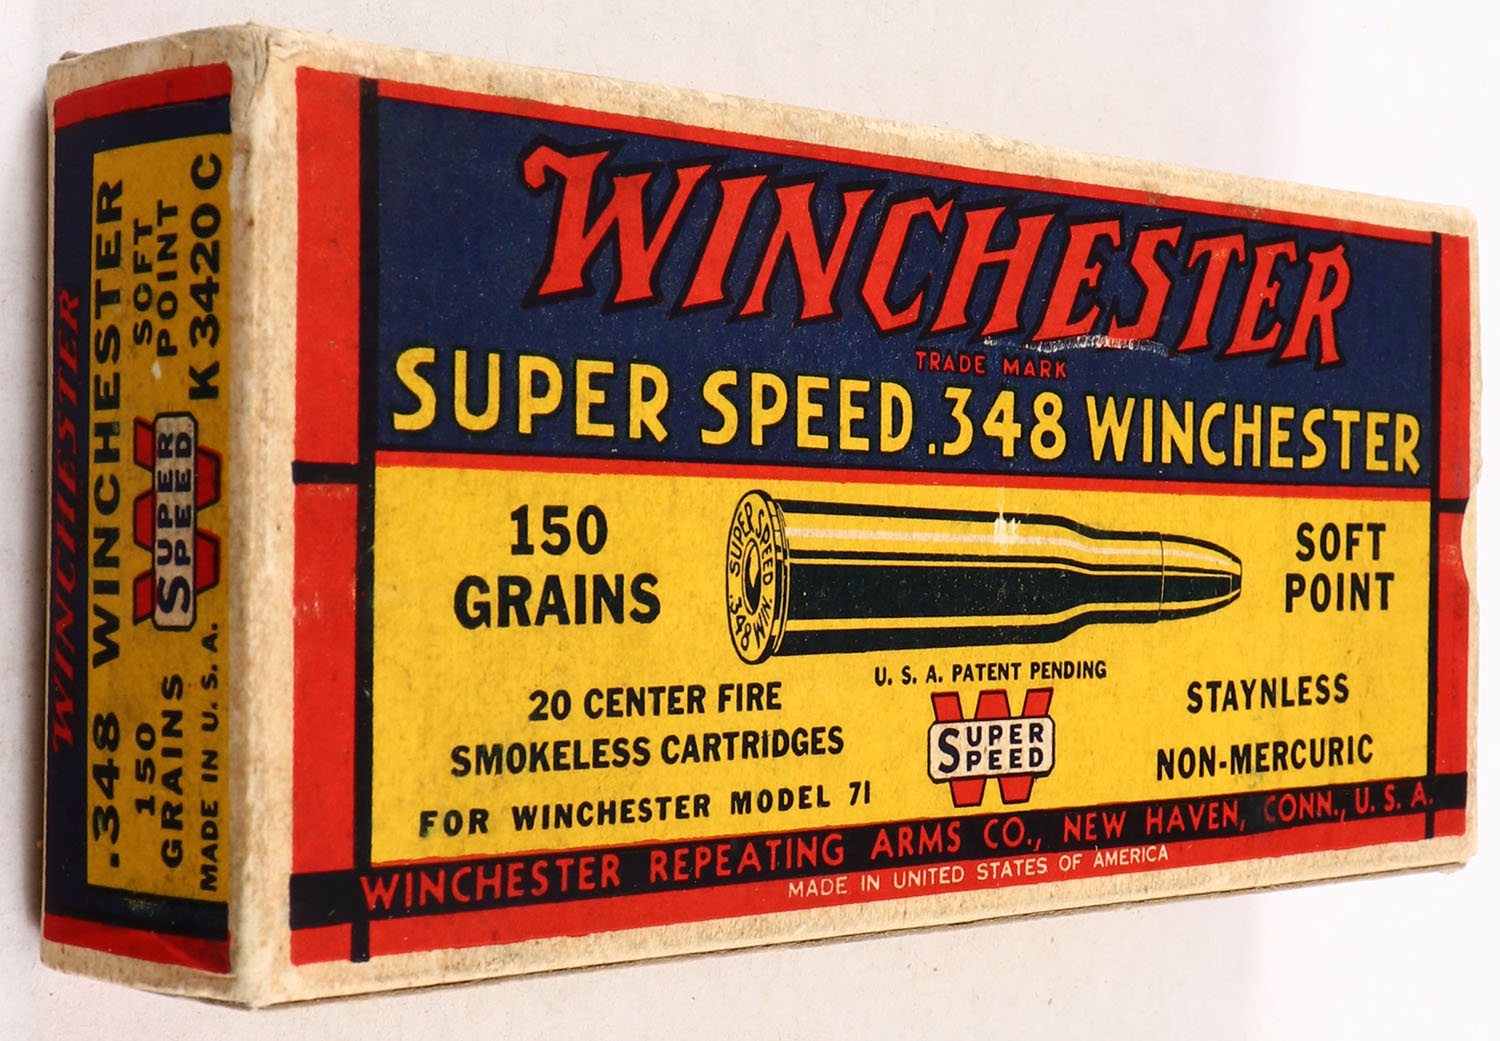 WINCHESTER
TRADE MARK
SUPER SPEED .348 WINCHESTER
150
GRAINS
SUPER SPEED
.348 WIN
SOFT
POINT
U. S. A. PATENT PENDING
20 CENTER FIRE
SMOKELESS CARTRIDGES
FOR WINCHESTER MODEL 71
W
SUPER
SPEED
STAYNLESS
NON-MERCURIC
WINCHESTER REPEATING ARMS CO., NEW HAVEN, CONN., U. S. A.
MADE IN UNITED STATES OF AMERICA
WINCHESTER
.348 WINCHESTER
150
GRAINS
W
SUPER
SPEED
SOFT
POINT
MADE IN U. S. A.
K 3420 C